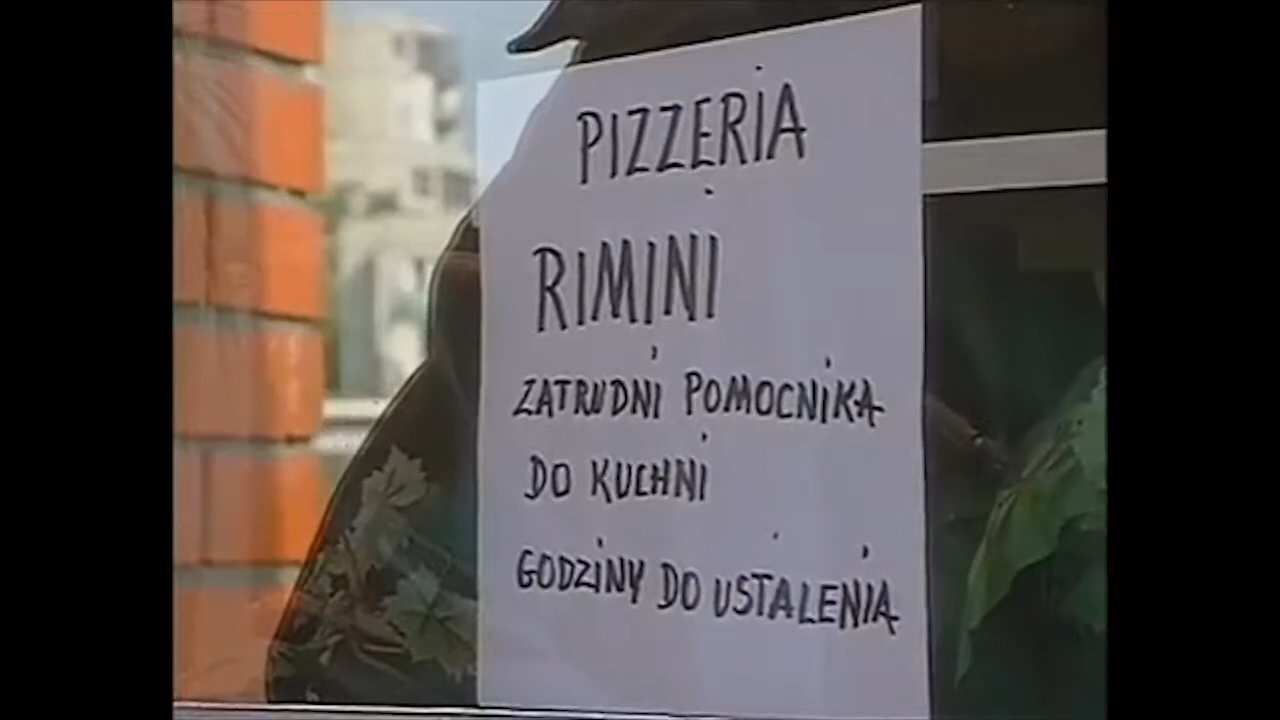 PIZZERIA
RIMINI
ZATRUDNI POMOCNIKA
DO KUCHNI
GODZINY DO USTALENIA